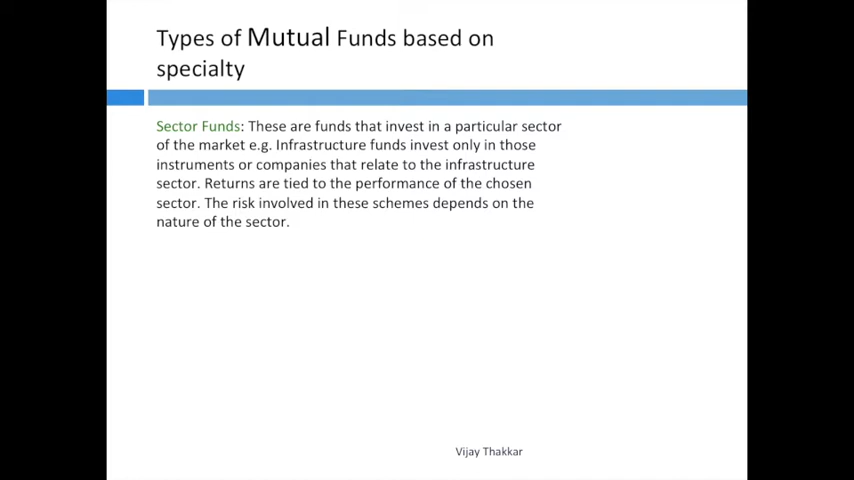 Types of Mutual Funds based on
specialty
Sector Funds: These are funds that invest in a particular sector
of the market e.g. Infrastructure funds invest only in those
instruments or companies that relate to the infrastructure
sector. Returns are tied to the performance of the chosen
sector. The risk involved in these schemes depends on the
nature of the sector.
Vijay Thakkar